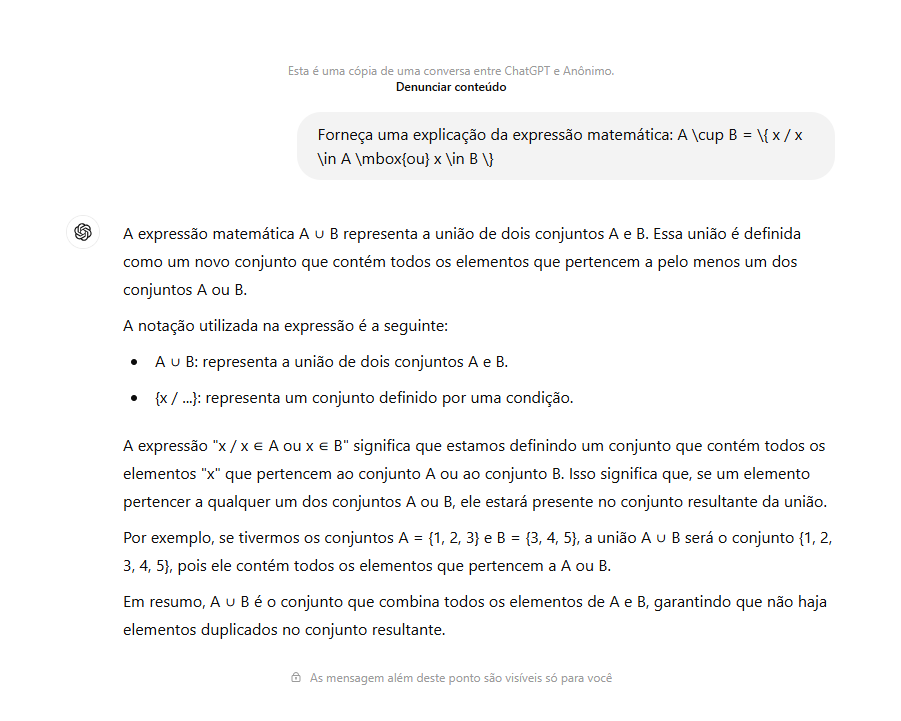 Esta é uma cópia de uma conversa entre ChatGPT e Anônimo.
Denunciar conteúdo
Forneça uma explicação da expressão matemática: A \cup B = \{ x / x
\in A \mbox{ou} x \in B \}
A expressão matemática A ∪ B representa a união de dois conjuntos A e B. Essa união é definida
como um novo conjunto que contém todos os elementos que pertencem a pelo menos um dos
conjuntos A ou B.
A notação utilizada na expressão é a seguinte:
• A ∪ B: representa a união de dois conjuntos A e B.
• {x / ...}: representa um conjunto definido por uma condição.
A expressão "x / x ∈ A ou x ∈ B" significa que estamos definindo um conjunto que contém todos os
elementos "x" que pertencem ao conjunto A ou ao conjunto B. Isso significa que, se um elemento
pertencer a qualquer um dos conjuntos A ou B, ele estará presente no conjunto resultante da união.
Por exemplo, se tivermos os conjuntos A = {1, 2, 3} e B = {3, 4, 5}, a união A ∪ B será o conjunto {1, 2,
3, 4, 5}, pois ele contém todos os elementos que pertencem a A ou B.
Em resumo, A ∪ B é o conjunto que combina todos os elementos de A e B, garantindo que não haja
elementos duplicados no conjunto resultante.
As mensagem além deste ponto são visíveis só para você